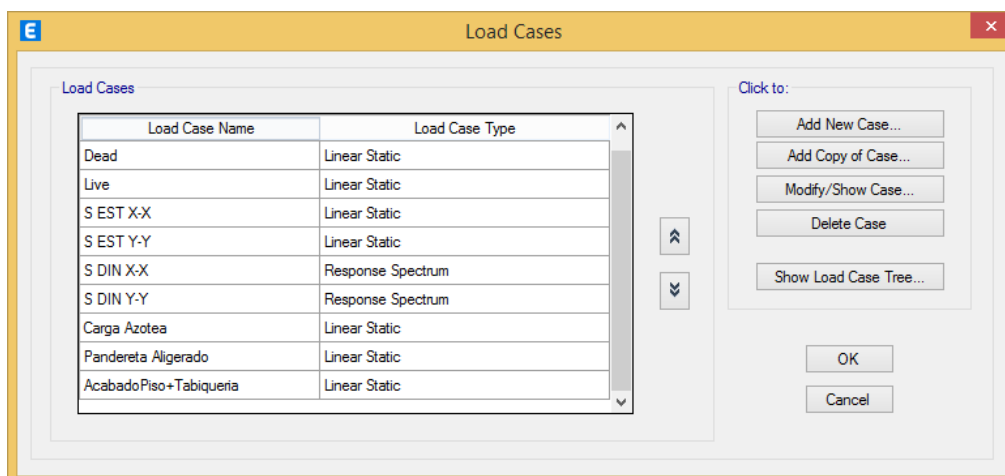 E
Load Cases
Load Cases
Load Case Name Load Case Type
Dead Linear Static
Live Linear Static
S EST X-X Linear Static
S EST Y-Y Linear Static
S DIN X-X Response Spectrum
S DIN Y-Y Response Spectrum
Carga Azotea Linear Static
Pandereta Aligerado Linear Static
AcabadoPiso+Tabiqueria Linear Static
Click to:
Add New Case...
Add Copy of Case...
Modify/Show Case...
Delete Case
Show Load Case Tree...
OK
Cancel